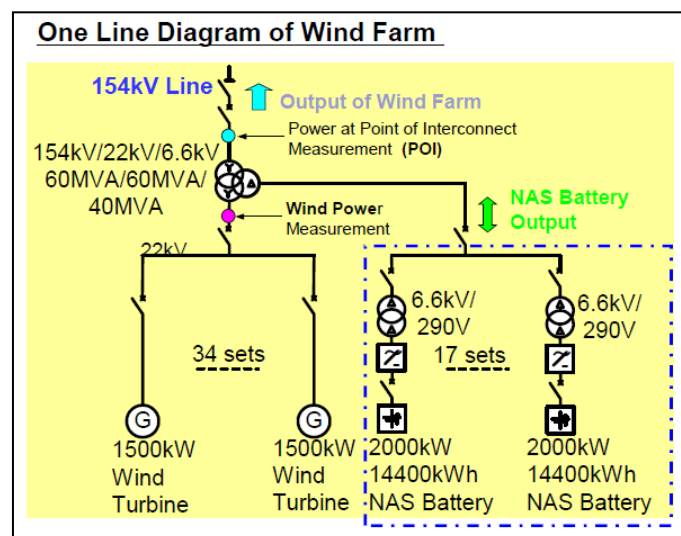 One Line Diagram of Wind Farm
154kV Line
Output of Wind Farm
Power at Point of Interconnect
Measurement (POI)
154kV/22kV/6.6kV
60MVA/60MVA/
40MVA
Wind Power
Measurement
NAS Battery
Output
22kV
6.6kV/
290V
6.6kV/
290V
34 sets
17 sets
G
G
1500kW
Wind
Turbine
1500kW
Wind
Turbine
2000kW
14400kWh
NAS Battery
2000kW
14400kWh
NAS Battery